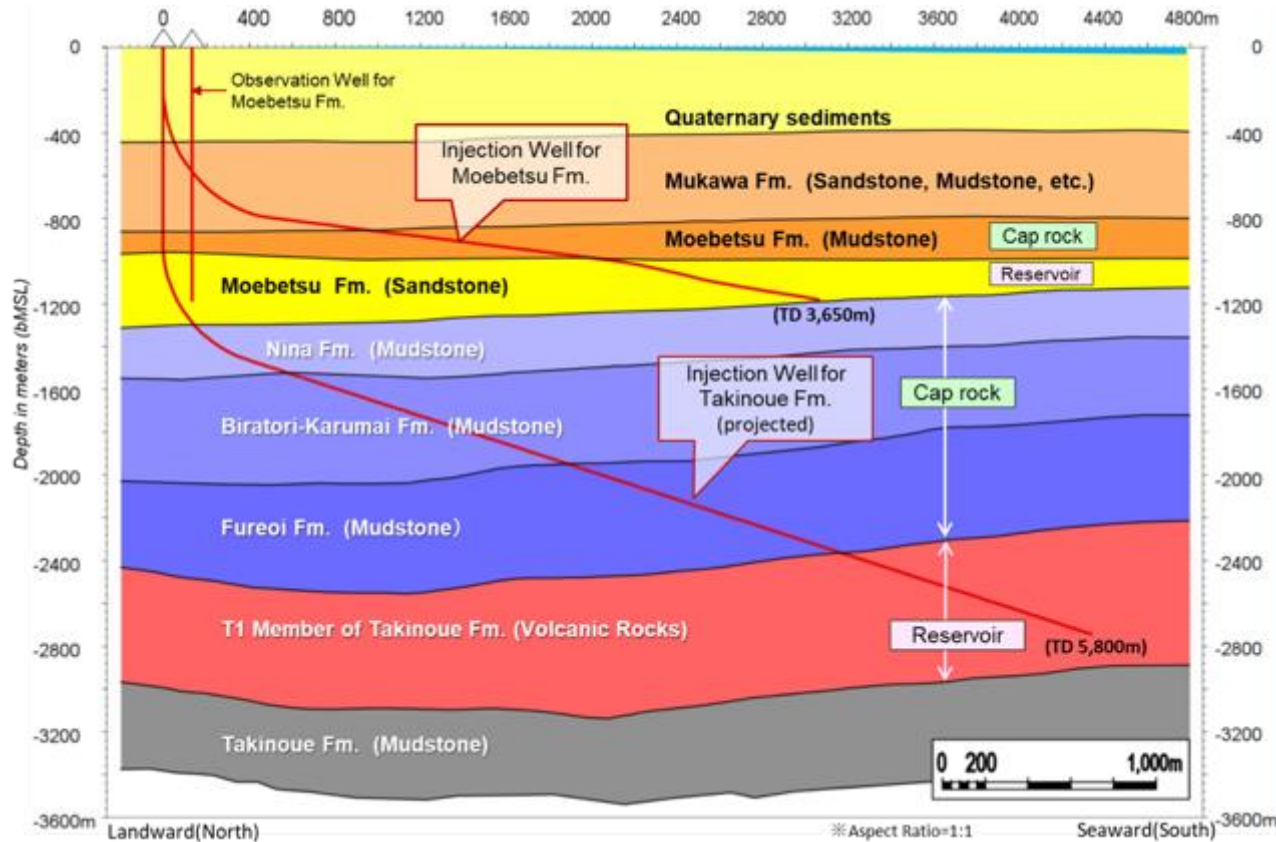 0 400 800 1200 1600 2000 2400 2800 3200 3600 4000 4400 4800m
0 0
Observation Well for
Moebetsu Fm.
Quaternary sediments
-400 -400
Injection Well for
Moebetsu Fm.
Mukawa Fm. (Sandstone, Mudstone, etc.)
-800 -800
Moebetsu Fm. (Mudstone)
Cap rock
Reservoir
Moebetsu Fm. (Sandstone)
-1200 -1200
(TD 3,650m)
Nina Fm. (Mudstone)
Injection Well for
Takinoue Fm.
(projected)
Cap rock
-1600 -1600
Biratori-Karumai Fm. (Mudstone)
-2000 -2000
Fureoi Fm. (Mudstone）
-2400 -2400
T1 Member of Takinoue Fm. (Volcanic Rocks)
Reservoir
(TD 5,800m)
-2800 -2800
Takinoue Fm. (Mudstone)
-3200 -3200
0 200 1,000m
-3600m -3600m
Depth in meters (bMSL)
Landward(North)
※Aspect Ratio=1:1
Seaward(South)